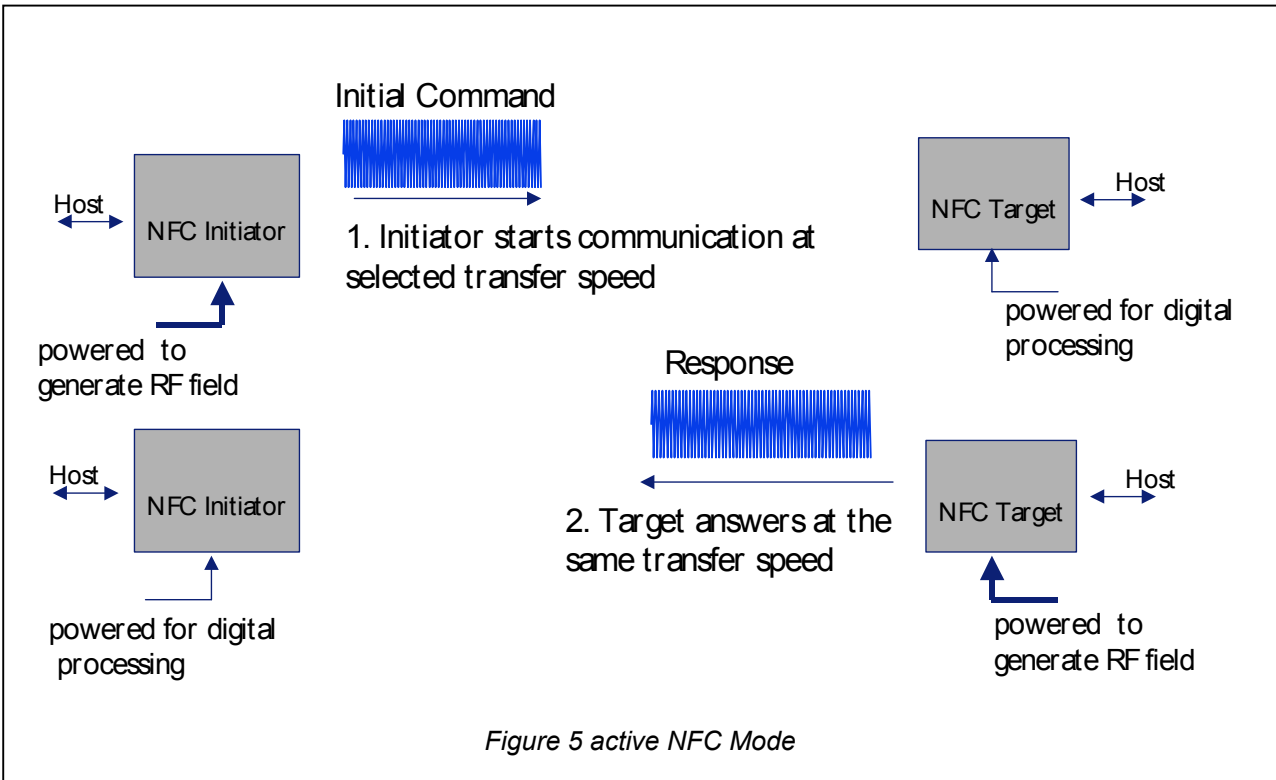 Initial Command
Host
NFC Initiator
1. Initiator starts communication at
selected transfer speed
powered to
generate RF field
NFC Target
Host
powered for digital
processing
Response
Host
NFC Initiator
powered for digital
processing
2. Target answers at the
same transfer speed
NFC Target
Host
powered to
generate RF field
Figure 5 active NFC Mode